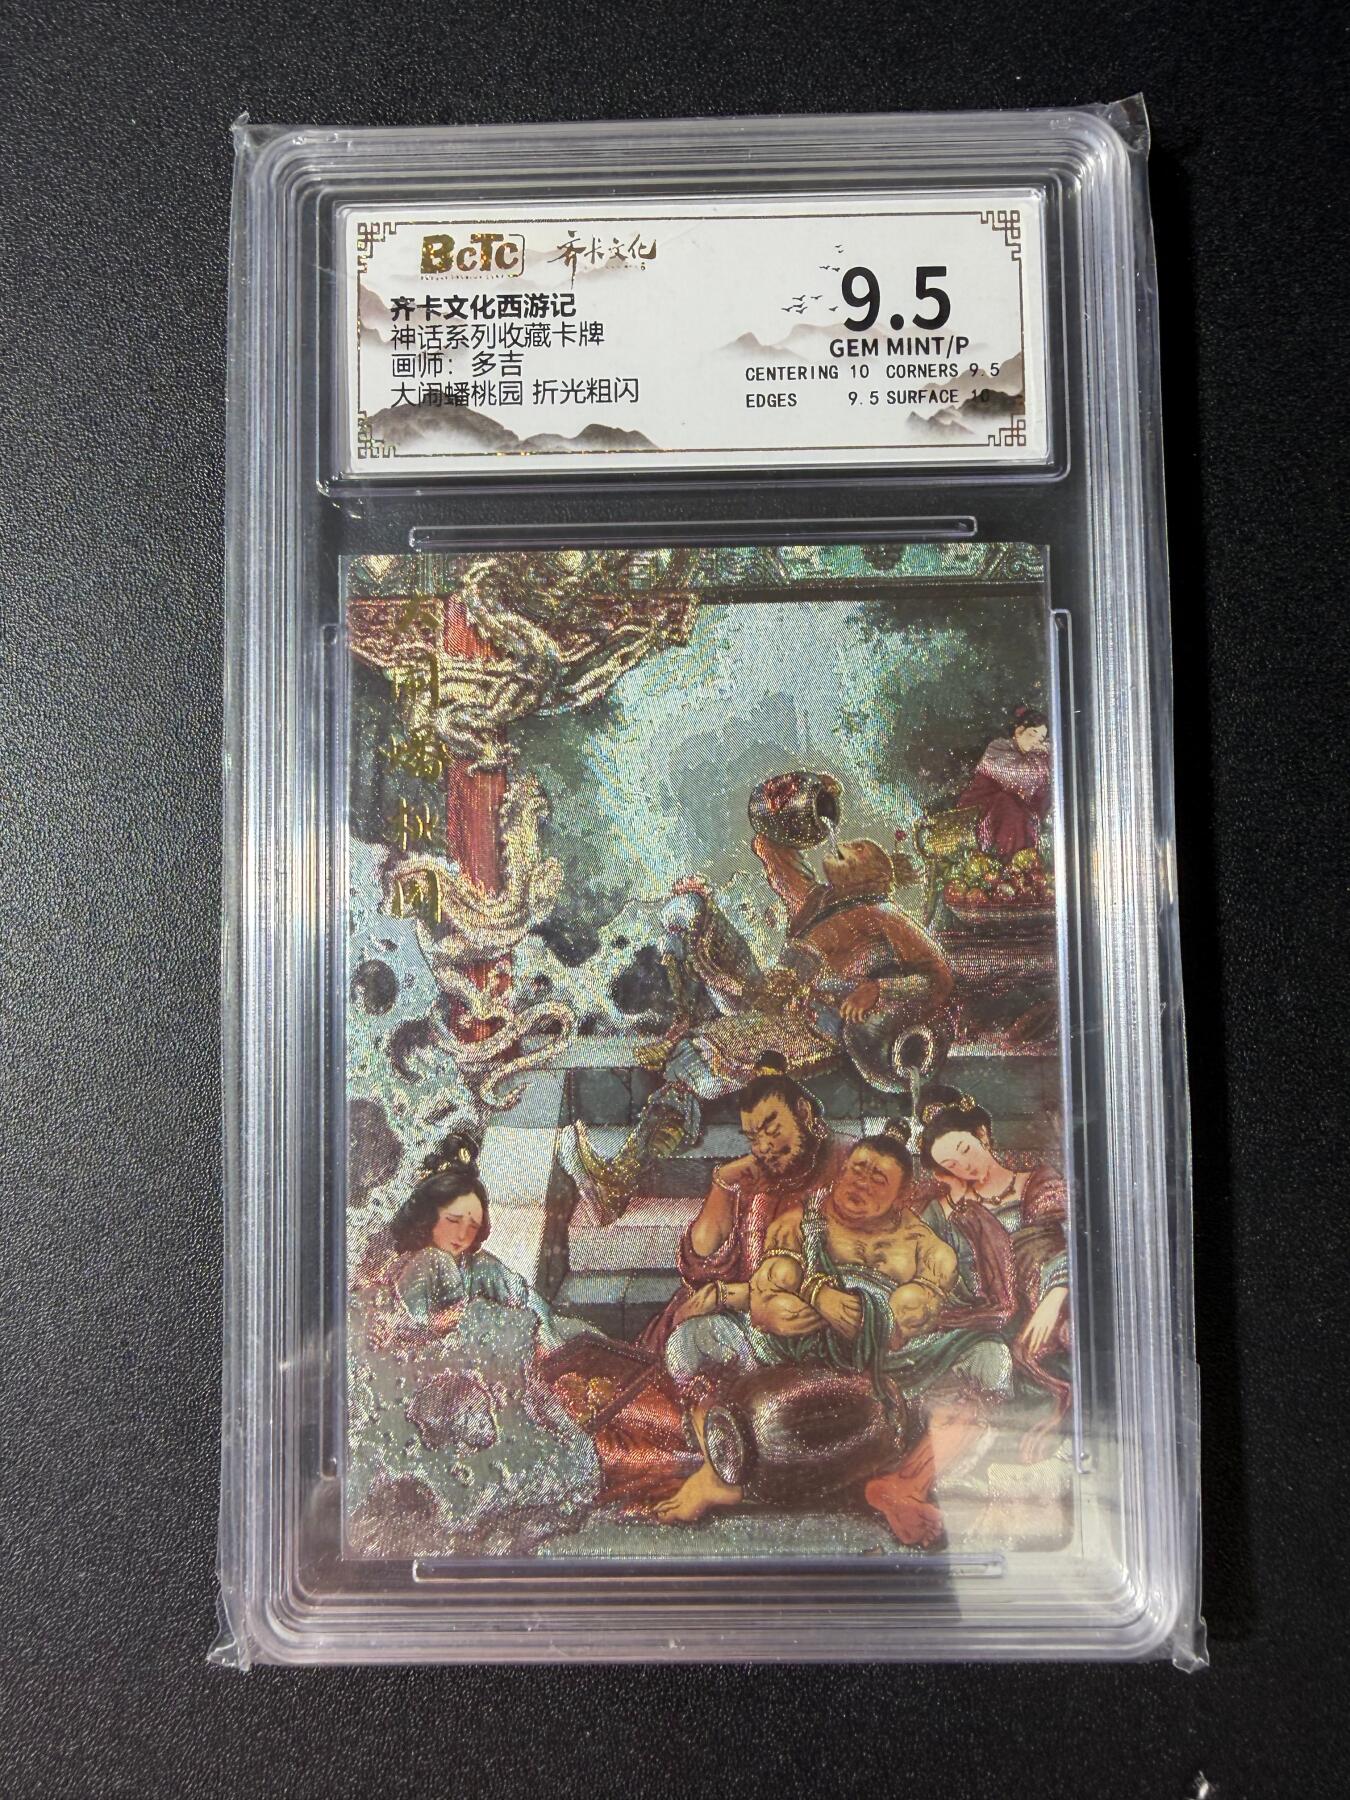 BCTC 齐卡文化
齐卡文化西游记
神话系列收藏卡牌
画师：多吉
大闹蟠桃园 折光粗闪
9.5
GEM MINT/P
CENTERING 10 CORNERS 9.5
EDGES 9.5 SURFACE 10
大闹蟠桃园